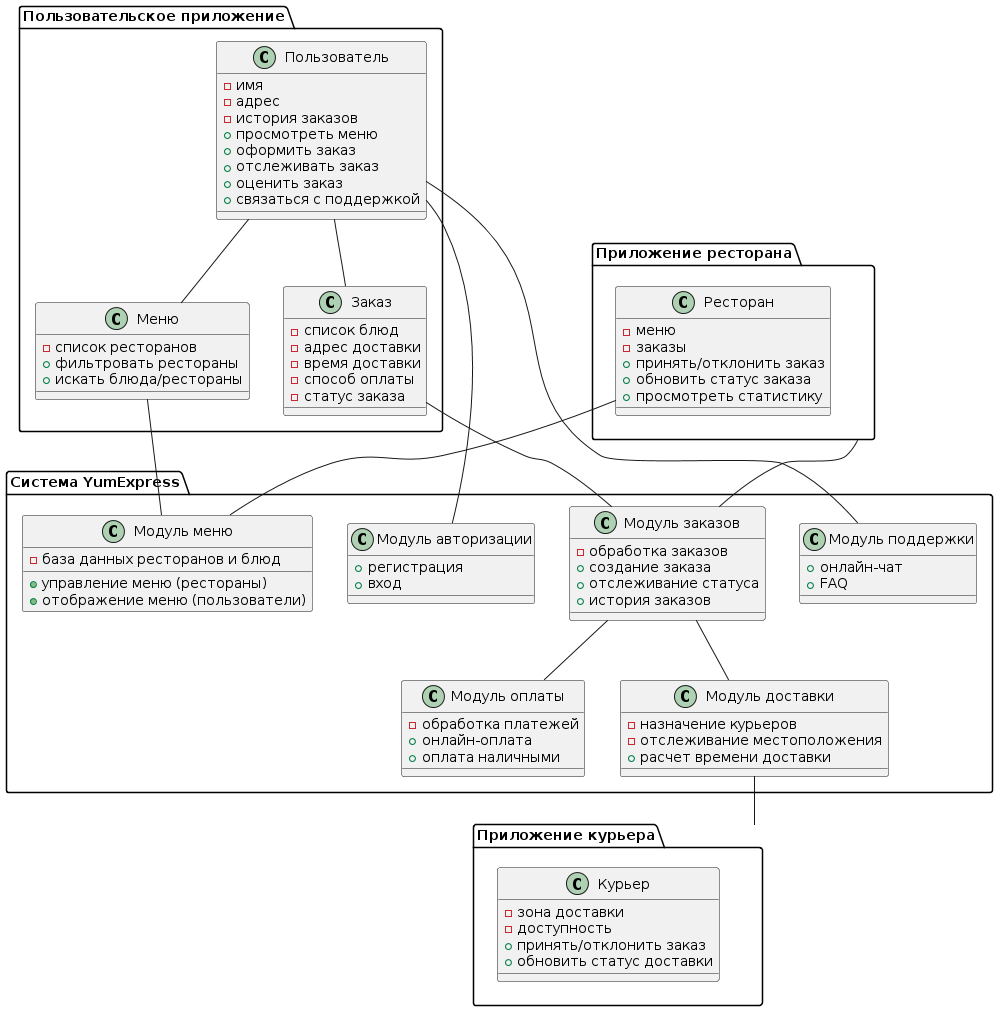 Пользовательское приложение
C Пользователь
имя
адрес
история заказов
просмотреть меню
оформить заказ
отслеживать заказ
оценить заказ
связаться с поддержкой
C Меню
список ресторанов
фильтровать рестораны
искать блюда/рестораны
C Заказ
список блюд
адрес доставки
время доставки
способ оплаты
статус заказа
Приложение ресторана
C Ресторан
меню
заказы
принять/отклонить заказ
обновить статус заказа
просмотреть статистику
Система YumExpress
C Модуль меню
база данных ресторанов и блюд
управление меню (рестораны)
отображение меню (пользователи)
C Модуль авторизации
регистрация
вход
C Модуль заказов
обработка заказов
создание заказа
отслеживание статуса
история заказов
C Модуль поддержки
онлайн-чат
FAQ
C Модуль оплаты
обработка платежей
онлайн-оплата
оплата наличными
C Модуль доставки
назначение курьеров
отслеживание местоположения
расчет времени доставки
Приложение курьера
C Курьер
зона доставки
доступность
принять/отклонить заказ
обновить статус доставки